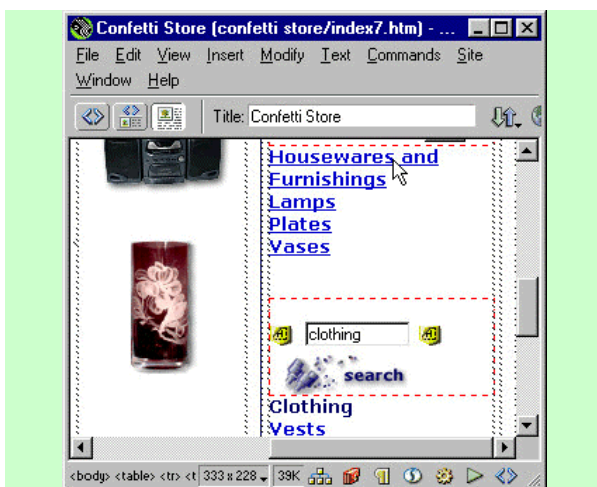 Confetti Store (confetti store/index7.htm) - ...
File Edit View Insert Modify Text Commands Site
Window Help
Title: Confetti Store
Housewares and
Furnishings
Lamps
Plates
Vases
clothing
search
Clothing
Vests
<body> <table> <tr> <t 333 x 228 39K